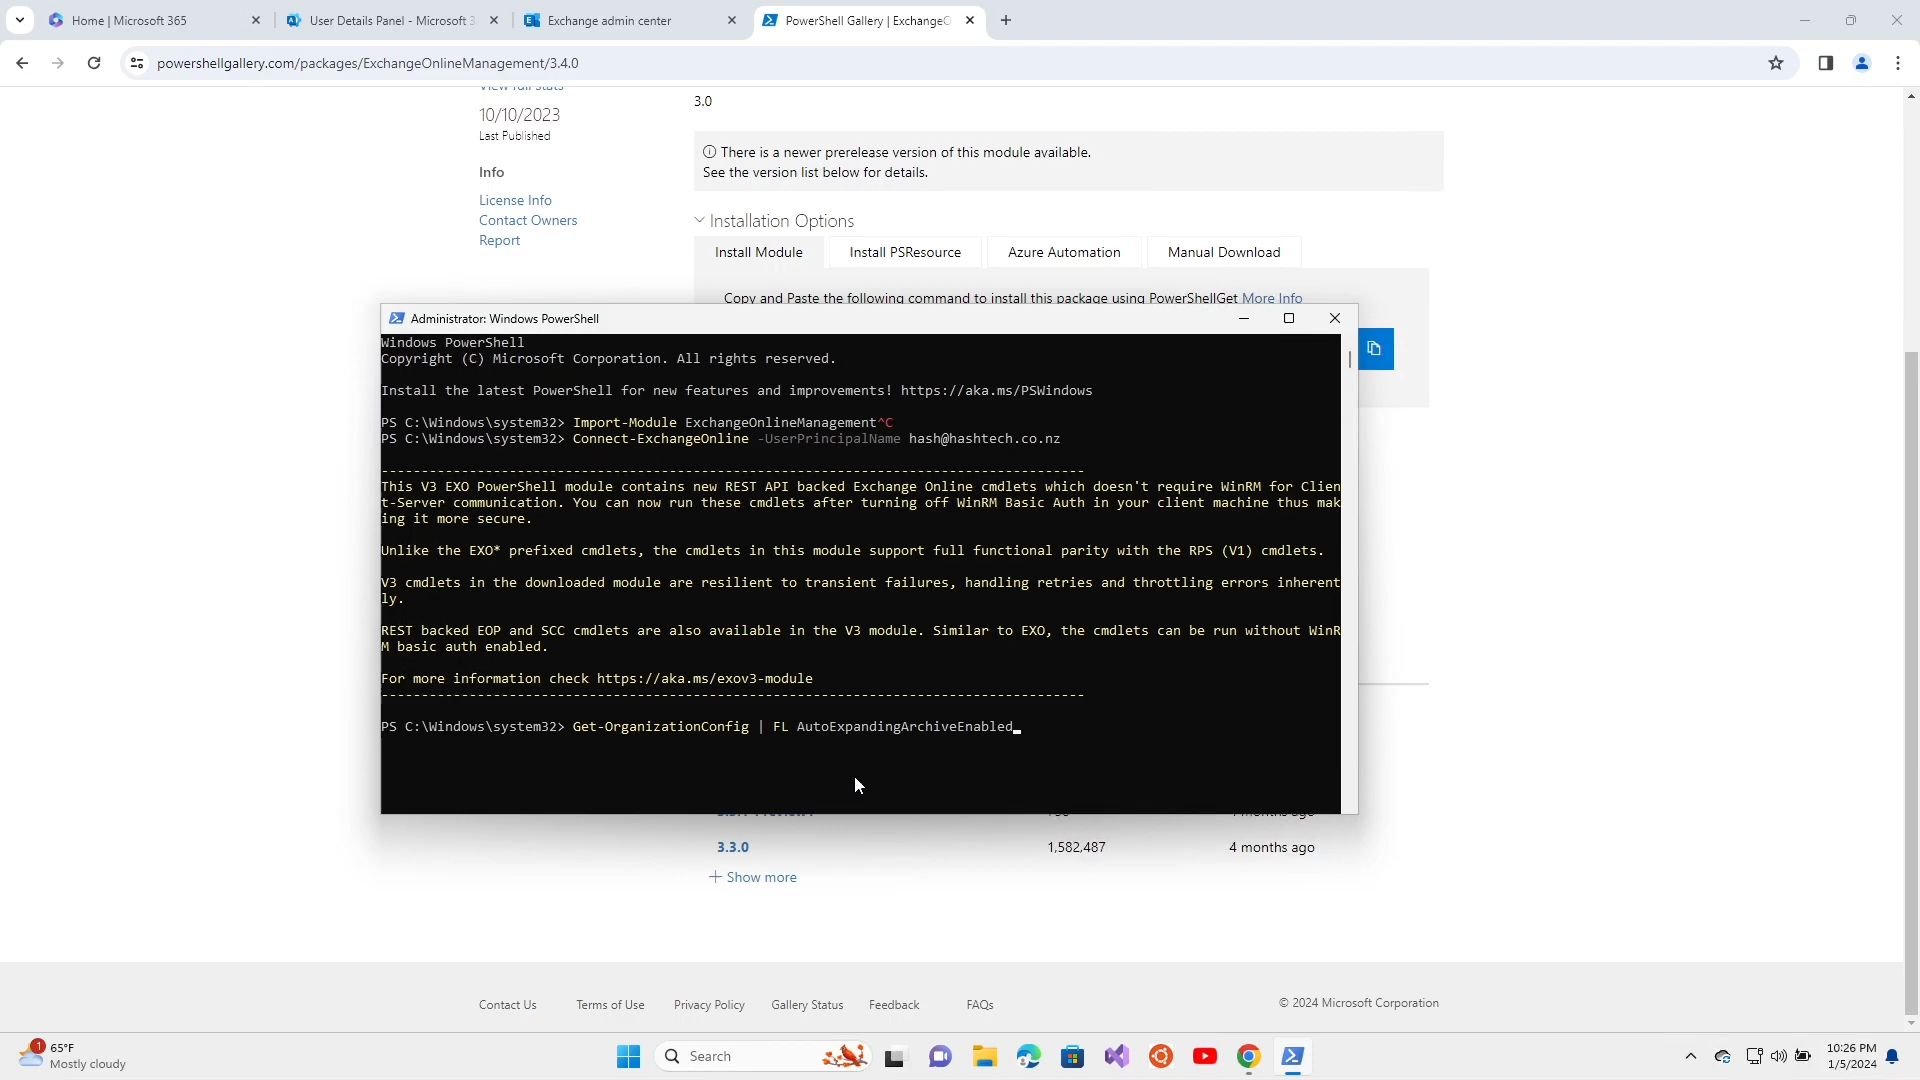 Home | Microsoft 365
User Details Panel - Microsoft 3
Exchange admin center
PowerShell Gallery | ExchangeO
powershellgallery.com/packages/ExchangeOnlineManagement/3.4.0
View full stats
10/10/2023
Last Published
Info
License Info
Contact Owners
Report
3.0
There is a newer prerelease version of this module available.
See the version list below for details.
Installation Options
Install Module
Install PSResource
Azure Automation
Manual Download
Copy and Paste the following command to install this package using PowerShellGet More Info
Administrator: Windows PowerShell
Windows PowerShell
Copyright (C) Microsoft Corporation. All rights reserved.
Install the latest PowerShell for new features and improvements! https://aka.ms/PSWindows
PS C:\Windows\system32> Import-Module ExchangeOnlineManagement^C
PS C:\Windows\system32> Connect-ExchangeOnline -UserPrincipalName hash@hashtech.co.nz
----------------------------------------------------------------------------------------
This V3 EXO PowerShell module contains new REST API backed Exchange Online cmdlets which doesn't require WinRM for Clien
t-Server communication. You can now run these cmdlets after turning off WinRM Basic Auth in your client machine thus mak
ing it more secure.
Unlike the EXO* prefixed cmdlets, the cmdlets in this module support full functional parity with the RPS (V1) cmdlets.
V3 cmdlets in the downloaded module are resilient to transient failures, handling retries and throttling errors inherent
ly.
REST backed EOP and SCC cmdlets are also available in the V3 module. Similar to EXO, the cmdlets can be run without WinR
M basic auth enabled.
For more information check https://aka.ms/exov3-module
----------------------------------------------------------------------------------------
PS C:\Windows\system32> Get-OrganizationConfig | FL AutoExpandingArchiveEnabled
4 months ago
3.3.0
1,582,487
4 months ago
+ Show more
Contact Us
Terms of Use
Privacy Policy
Gallery Status
Feedback
FAQs
© 2024 Microsoft Corporation
1
65°F
Mostly cloudy
Search
10:26 PM
1/5/2024